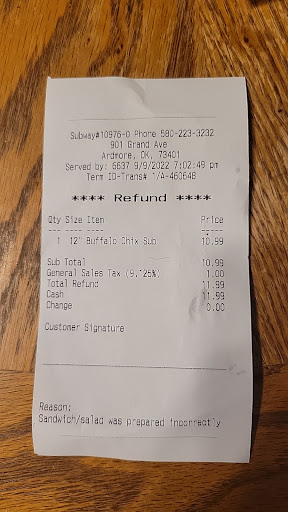 Subway#10976-0 Phone 580-223-3232
901 Grand Ave
Ardmore, OK, 73401
Served by: 6637 9/9/2022 7:02:49 pm
Term ID-Trans# 1/A-460648
**** Refund ****
Qty Size Item Price
--- ---- ---- -----
1 12" Buffalo Chix Sub 10.99
Sub Total 10.99
General Sales Tax (9.125%) 1.00
Total Refund 11.99
Cash 11.99
Change 0.00
Customer Signature
Reason:
Sandwich/salad was prepared incorrectly